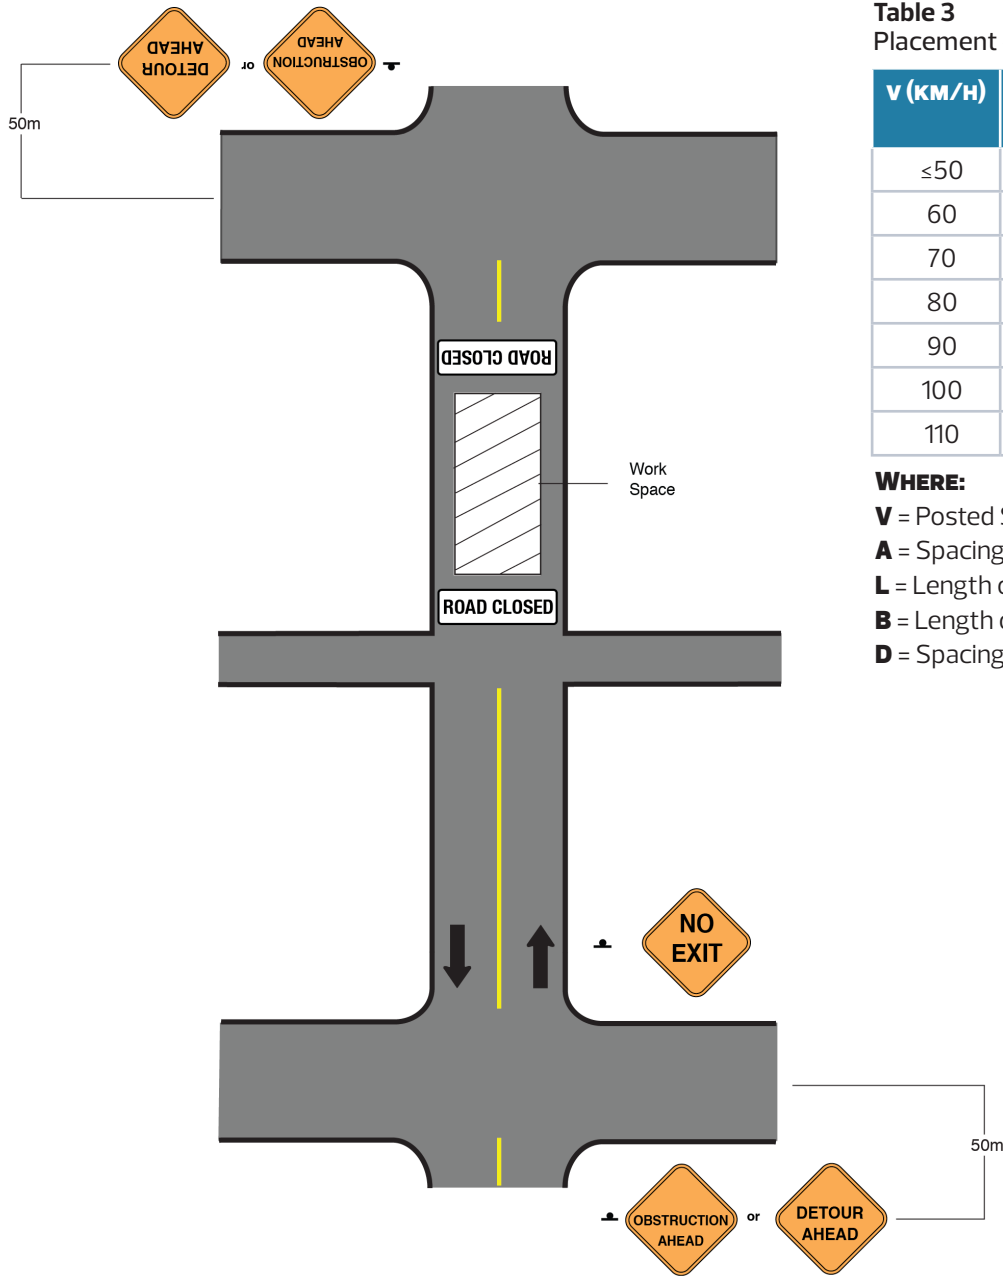 DETOUR
AHEAD
or
OBSTRUCTION
AHEAD
50m
ROAD CLOSED
Work
Space
ROAD CLOSED
NO
EXIT
50m
OBSTRUCTION
AHEAD
or
DETOUR
AHEAD
Table 3
Placement
V (KM/H)
≤50
60
70
80
90
100
110
WHERE:
V = Posted
A = Spacing
L = Length
B = Length
D = Spacing